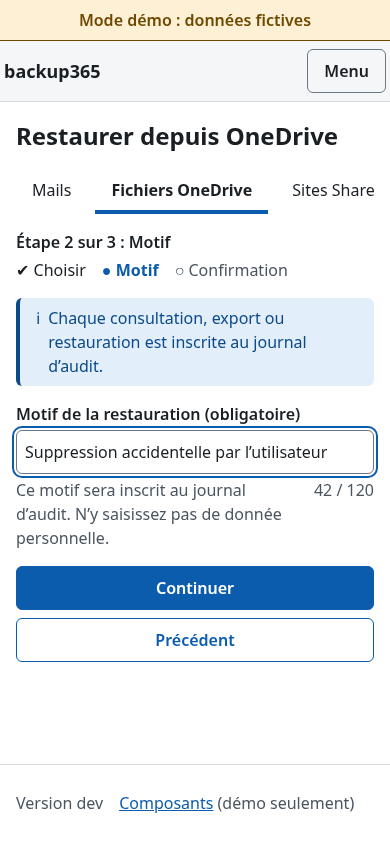 Mode démo : données fictives
backup365
Menu
Restaurer depuis OneDrive
Mails
Fichiers OneDrive
Sites Share
Étape 2 sur 3 : Motif
✔ Choisir
● Motif
○ Confirmation
i Chaque consultation, export ou
restauration est inscrite au journal
d’audit.
Motif de la restauration (obligatoire)
Suppression accidentelle par l’utilisateur
Ce motif sera inscrit au journal
d’audit. N’y saisissez pas de donnée
personnelle.
42 / 120
Continuer
Précédent
Version dev
Composants (démo seulement)